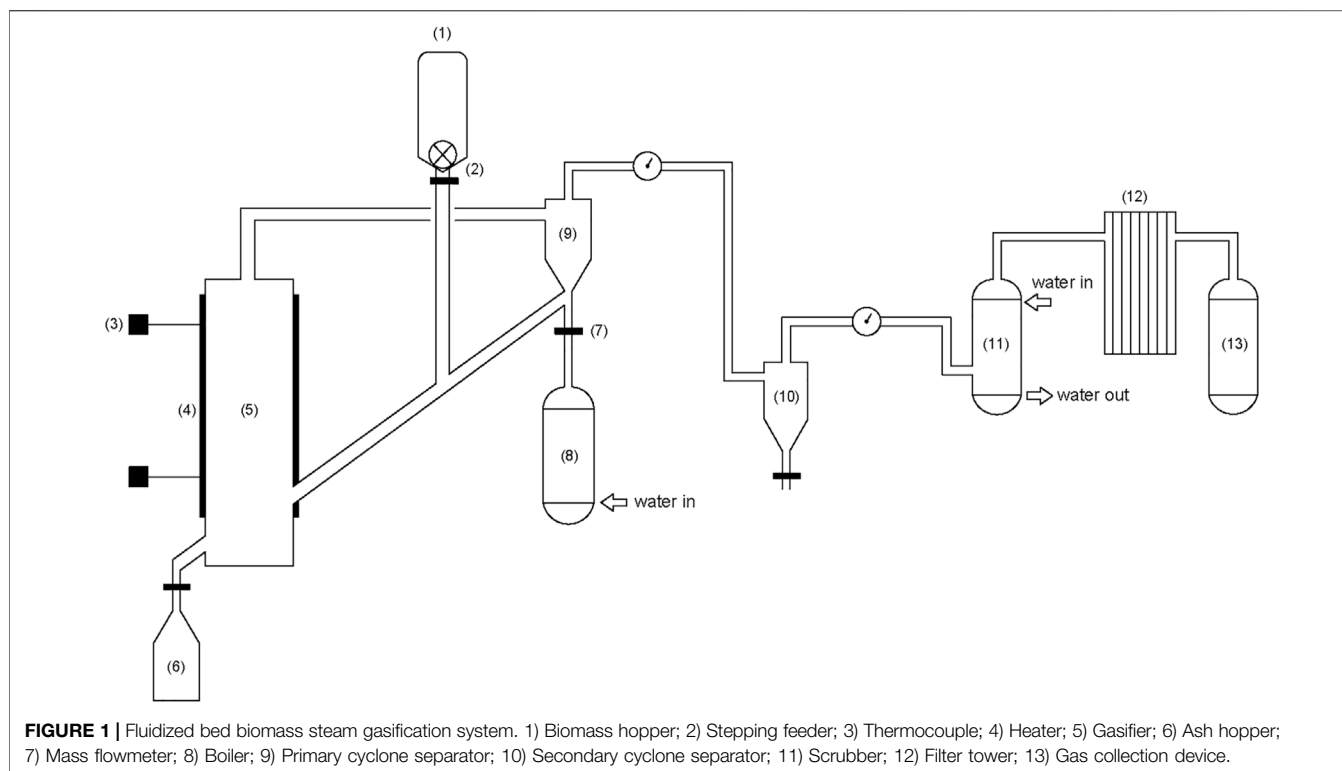 (1)
(2)
(12)
(9)
water in
(3)
(7)
(11)
(13)
(4)
(5)
(10)
water out
(8)
water in
(6)
FIGURE 1 | Fluidized bed biomass steam gasification system. 1) Biomass hopper; 2) Stepping feeder; 3) Thermocouple; 4) Heater; 5) Gasifier; 6) Ash hopper;
7) Mass flowmeter; 8) Boiler; 9) Primary cyclone separator; 10) Secondary cyclone separator; 11) Scrubber; 12) Filter tower; 13) Gas collection device.